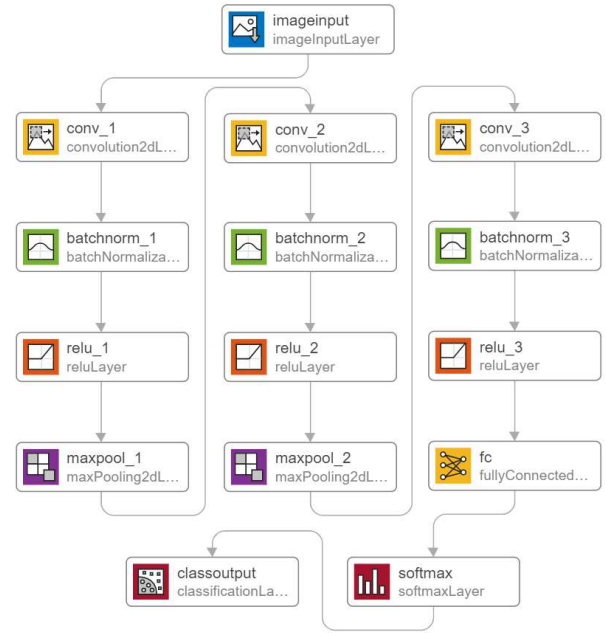 imageinput
imageInputLayer
conv_1
convolution2dL...
batchnorm_1
batchNormaliza...
relu_1
reluLayer
maxpool_1
maxPooling2dL...
conv_2
convolution2dL...
batchnorm_2
batchNormaliza...
relu_2
reluLayer
maxpool_2
maxPooling2dL...
conv_3
convolution2dL...
batchnorm_3
batchNormaliza...
relu_3
reluLayer
fc
fullyConnected...
softmax
softmaxLayer
classoutput
classificationLa...